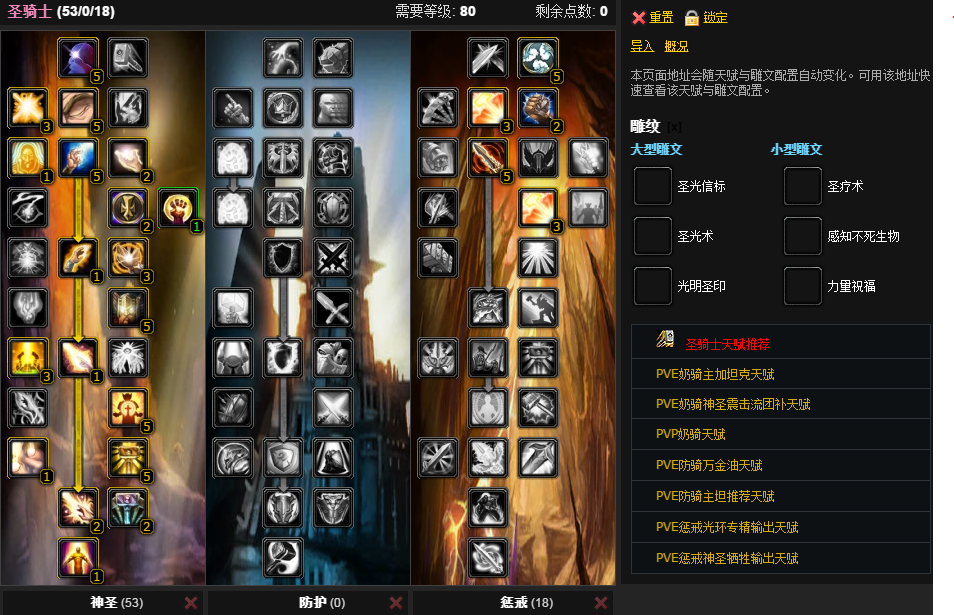 圣骑士 (53/0/18) 需要等级: 80 剩余点数: 0
重置 锁定
导入 概况
本页面地址会随天赋与雕文配置自动变化。可用该地址快
速查看该天赋与雕文配置。
雕纹 [x]
大型雕文 小型雕文
圣光信标 圣疗术
圣光术 感知不死生物
光明圣印 力量祝福
圣骑士天赋推荐
PVE奶骑主加坦克天赋
PVE奶骑神圣震击流团补天赋
PVP奶骑天赋
PVE防骑万金油天赋
PVE防骑主坦推荐天赋
PVE惩戒光环专精输出天赋
PVE惩戒神圣牺牲输出天赋
5 5
3 5 3 2
1 5 2 5
2 1 3
1 3
5
3 1
5
1 5
2 2
1
神圣 (53) 防护 (0) 惩戒 (18)